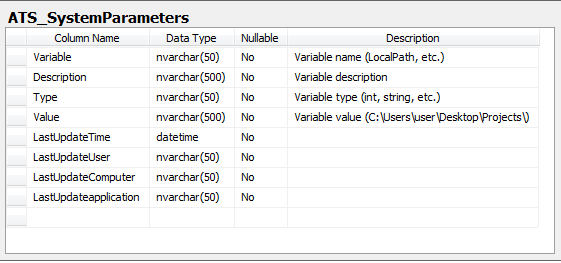 ATS_SystemParameters
Column Name Data Type Nullable Description
Variable nvarchar(50) No Variable name (LocalPath, etc.)
Description nvarchar(500) No Variable description
Type nvarchar(50) No Variable type (int, string, etc.)
Value nvarchar(500) No Variable value (C:\Users\user\Desktop\Projects\)
LastUpdateTime datetime No
LastUpdateUser nvarchar(50) No
LastUpdateComputer nvarchar(50) No
LastUpdateapplication nvarchar(50) No